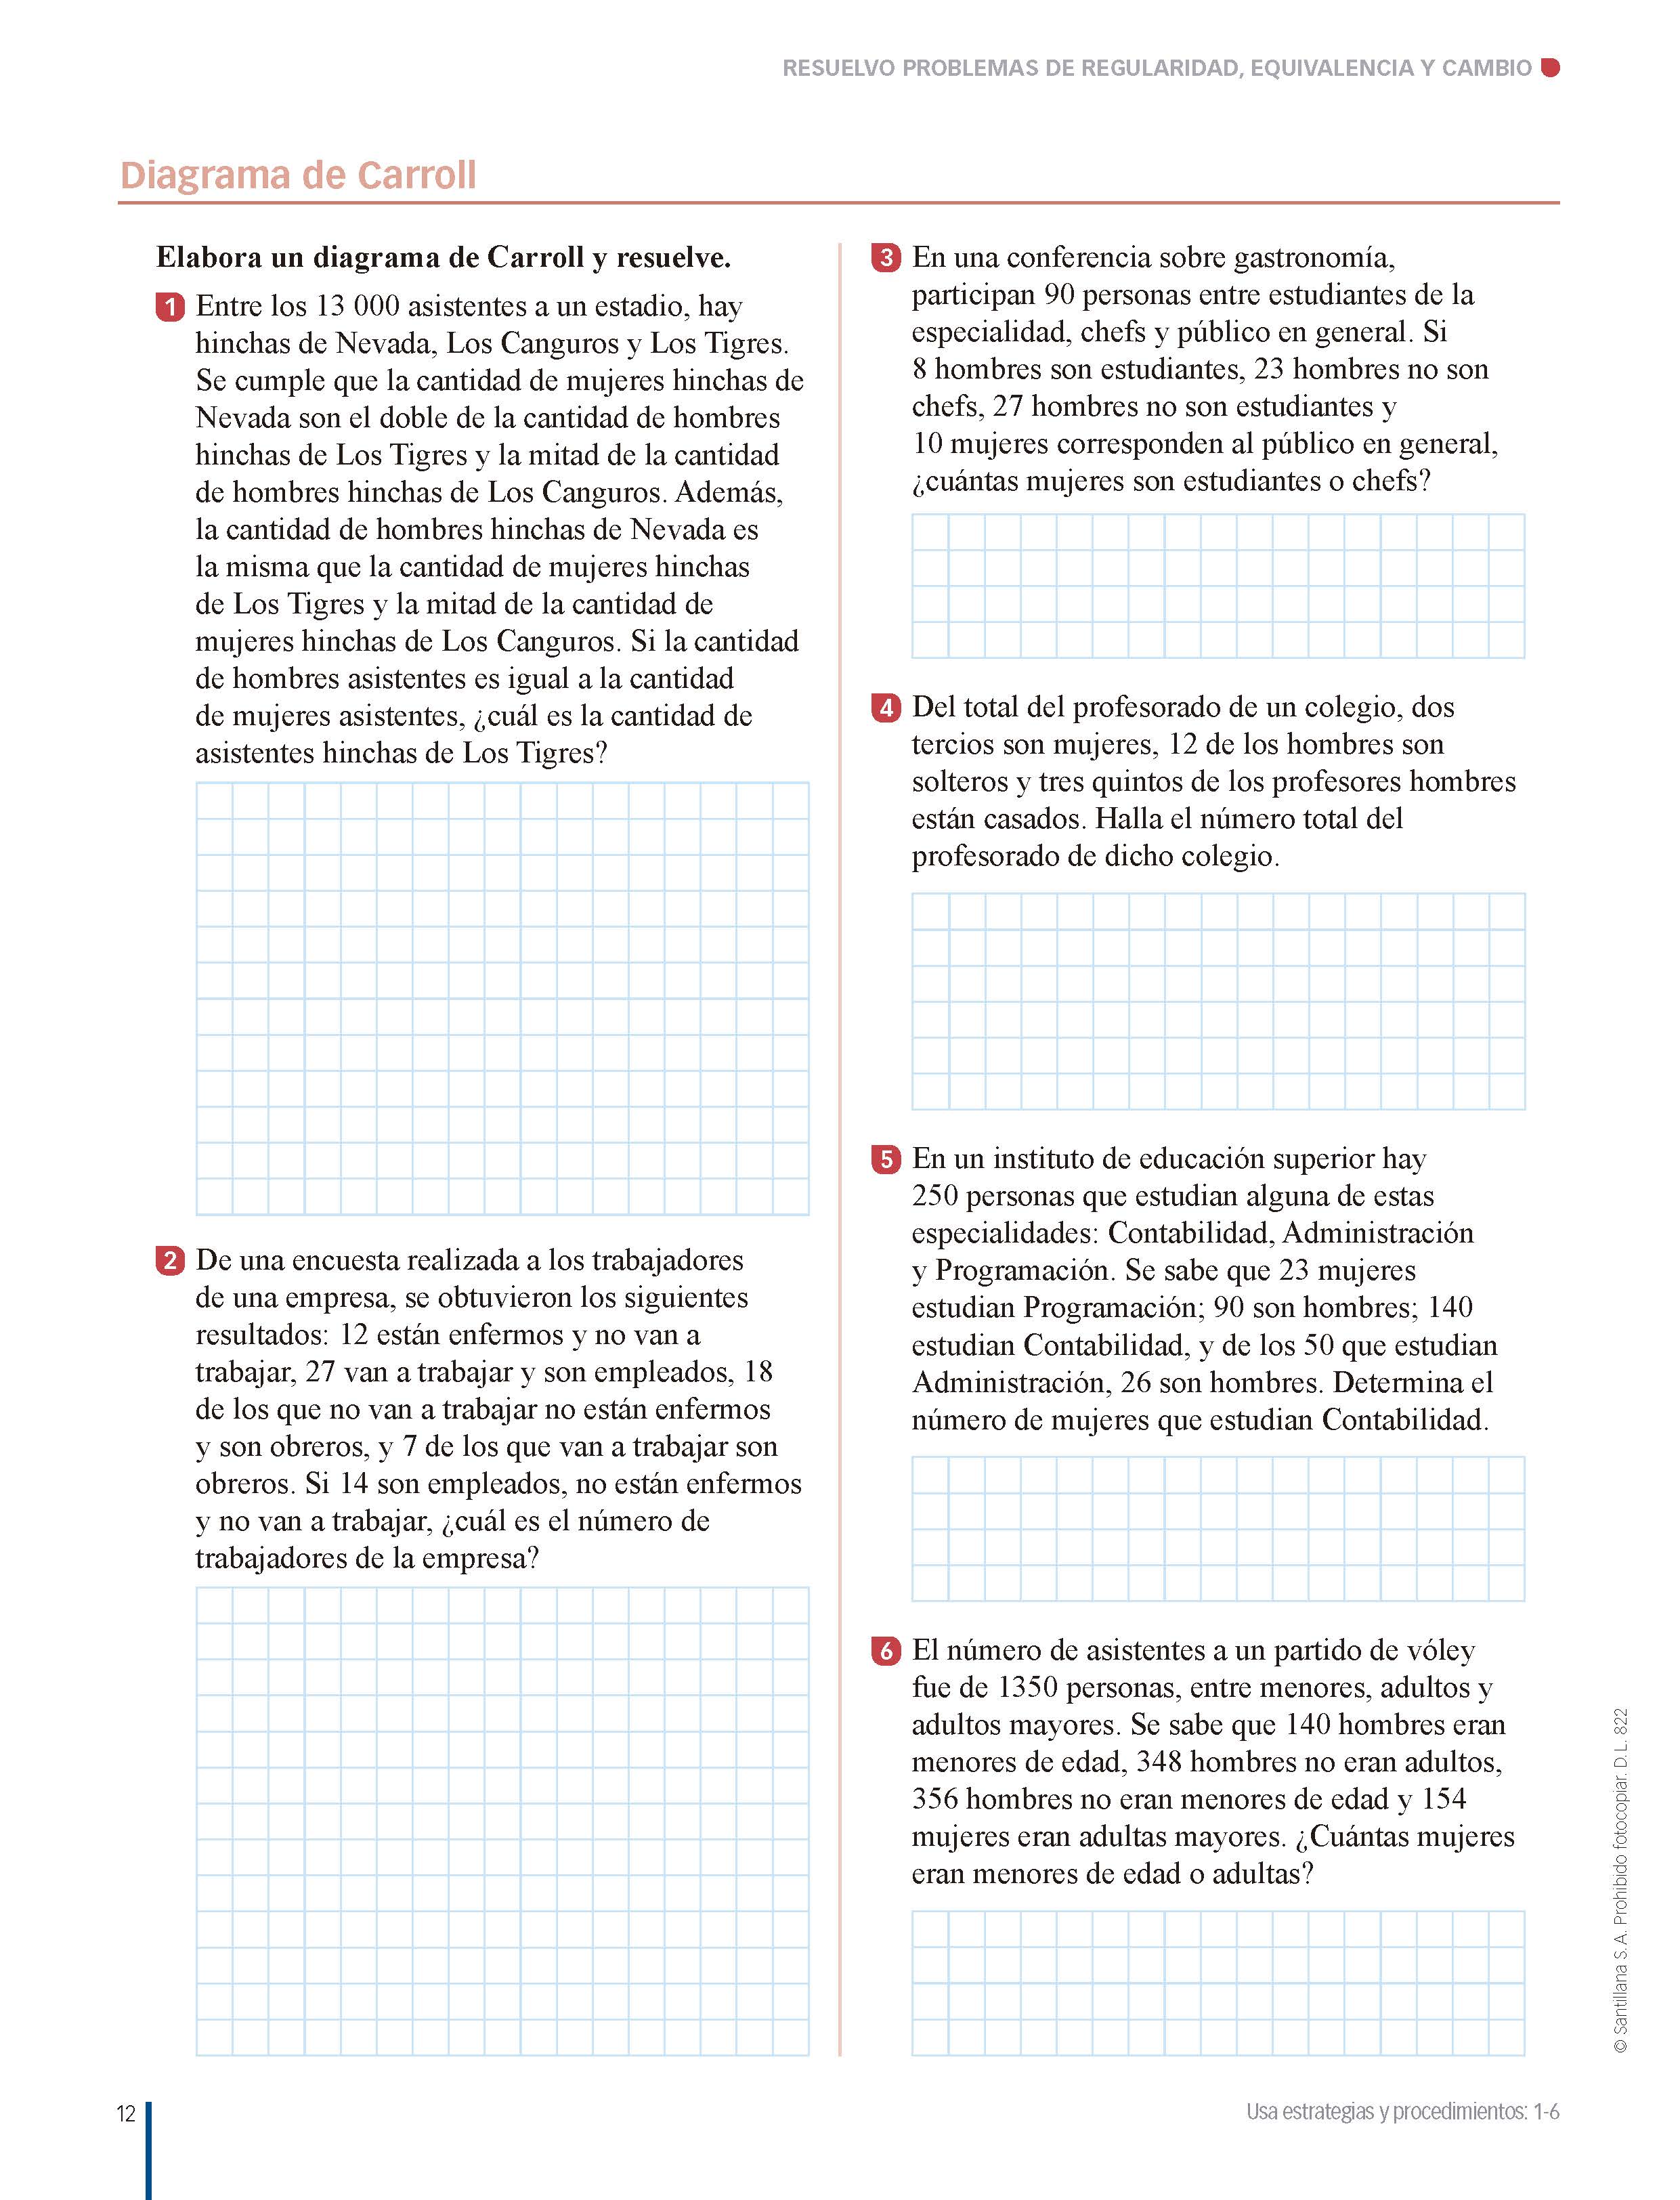 RESUELVO PROBLEMAS DE REGULARIDAD, EQUIVALENCIA Y CAMBIO
Diagrama de Carroll
Elabora un diagrama de Carroll y resuelve.
1 Entre los 13 000 asistentes a un estadio, hay
hinchas de Nevada, Los Canguros y Los Tigres.
Se cumple que la cantidad de mujeres hinchas de
Nevada son el doble de la cantidad de hombres
hinchas de Los Tigres y la mitad de la cantidad
de hombres hinchas de Los Canguros. Además,
la cantidad de hombres hinchas de Nevada es
la misma que la cantidad de mujeres hinchas
de Los Tigres y la mitad de la cantidad de
mujeres hinchas de Los Canguros. Si la cantidad
de hombres asistentes es igual a la cantidad
de mujeres asistentes, ¿cuál es la cantidad de
asistentes hinchas de Los Tigres?
2 De una encuesta realizada a los trabajadores
de una empresa, se obtuvieron los siguientes
resultados: 12 están enfermos y no van a
trabajar, 27 van a trabajar y son empleados, 18
de los que no van a trabajar no están enfermos
y son obreros, y 7 de los que van a trabajar son
obreros. Si 14 son empleados, no están enfermos
y no van a trabajar, ¿cuál es el número de
trabajadores de la empresa?
3 En una conferencia sobre gastronomía,
participan 90 personas entre estudiantes de la
especialidad, chefs y público en general. Si
8 hombres son estudiantes, 23 hombres no son
chefs, 27 hombres no son estudiantes y
10 mujeres corresponden al público en general,
¿cuántas mujeres son estudiantes o chefs?
4 Del total del profesorado de un colegio, dos
tercios son mujeres, 12 de los hombres son
solteros y tres quintos de los profesores hombres
están casados. Halla el número total del
profesorado de dicho colegio.
5 En un instituto de educación superior hay
250 personas que estudian alguna de estas
especialidades: Contabilidad, Administración
y Programación. Se sabe que 23 mujeres
estudian Programación; 90 son hombres; 140
estudian Contabilidad, y de los 50 que estudian
Administración, 26 son hombres. Determina el
número de mujeres que estudian Contabilidad.
6 El número de asistentes a un partido de vóley
fue de 1350 personas, entre menores, adultos y
adultos mayores. Se sabe que 140 hombres eran
menores de edad, 348 hombres no eran adultos,
356 hombres no eran menores de edad y 154
mujeres eran adultas mayores. ¿Cuántas mujeres
eran menores de edad o adultas?
© Santillana S. A. Prohibido fotocopiar. D. L. 822
12
Usa estrategias y procedimientos: 1-6